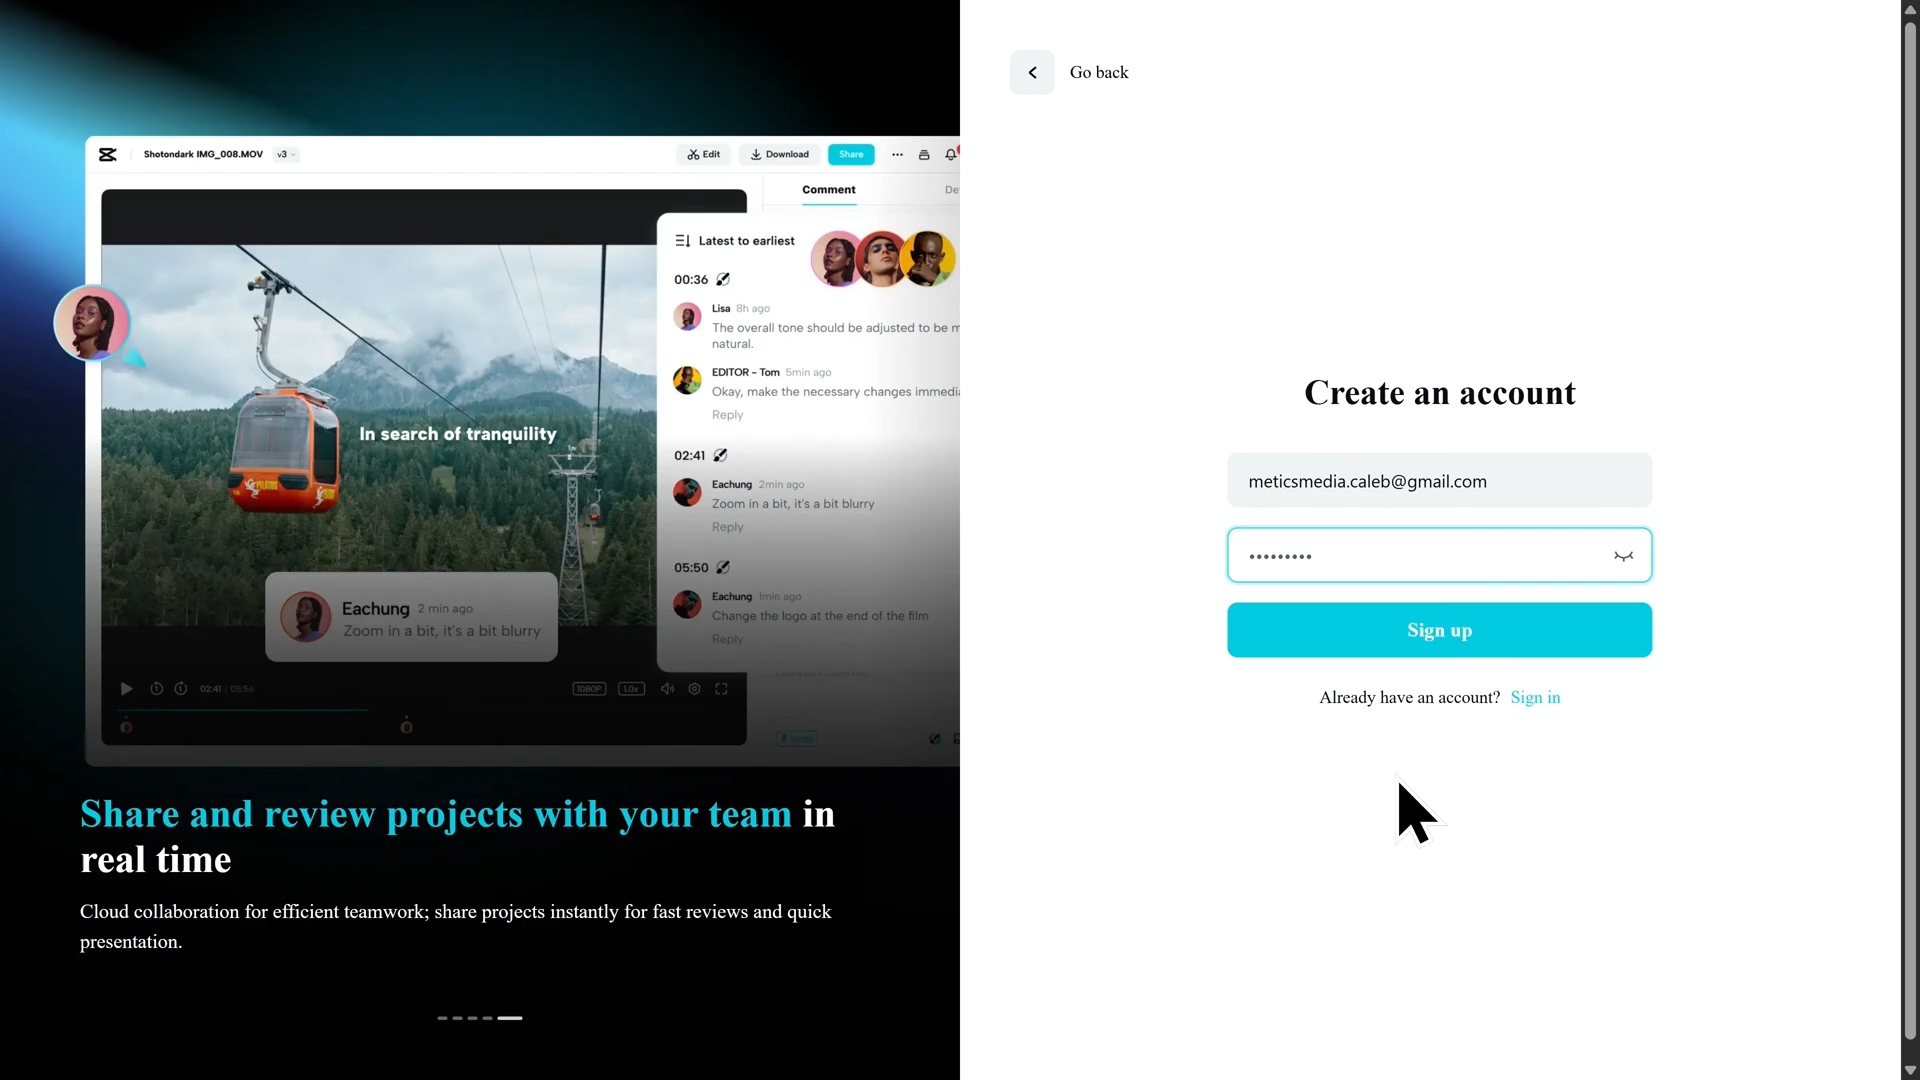 Shotondark IMG_008.MOV
v3
Edit
Download
Share
Comment
Latest to earliest
00:36
Lisa 8h ago
The overall tone should be adjusted to be
natural.
EDITOR - Tom 5min ago
Okay, make the necessary changes
Reply
02:41
Eachung 2min ago
Zoom in a bit, it's a bit blurry
Reply
05:50
Eachung 1min ago
Change the logo at the end of the film
Reply
In search of tranquility
Eachung 2 min ago
Zoom in a bit, it's a bit blurry
02:41 / 08:56
1080P
1.0x
Share and review projects with your team in
real time
Cloud collaboration for efficient teamwork; share projects instantly for fast reviews and quick
presentation.
Go back
Create an account
meticsmedia.caleb@gmail.com
Sign up
Already have an account? Sign in